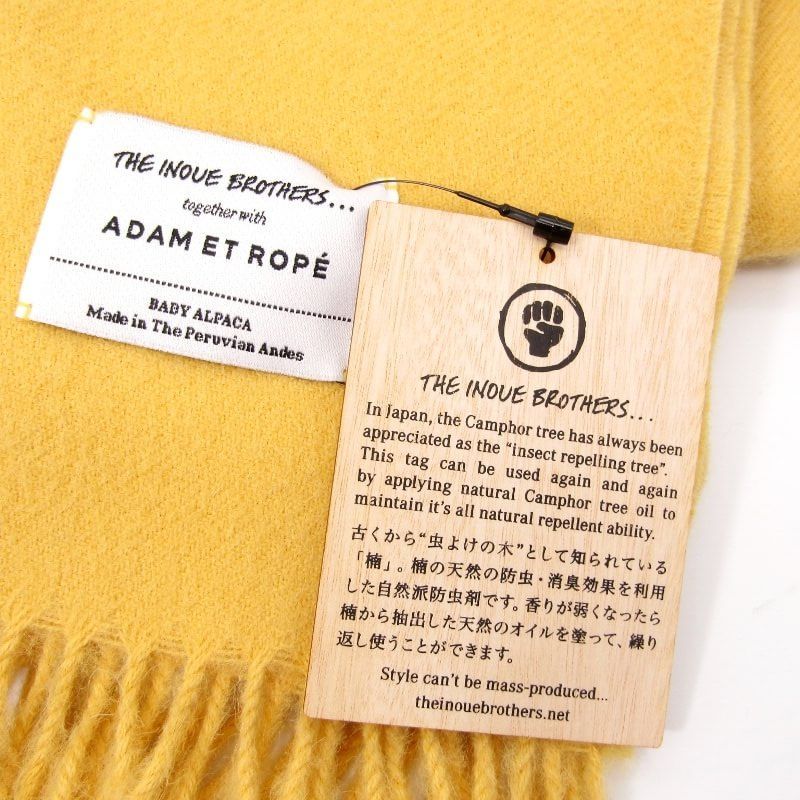 THE INOUE BROTHERS...
together with
ADAM ET ROPÉ
BABY ALPACA
Made in The Peruvian Andes
THE INOUE BROTHERS...
In Japan, the Camphor tree has always been
appreciated as the “insect repelling tree”.
This tag can be used again and again
by applying natural Camphor tree oil to
maintain it's all natural repellent ability.
古くから“虫よけの木”として知られている
「楠」。楠の天然の防虫・消臭効果を利用
した自然派防虫剤です。香りが弱くなったら
楠から抽出した天然のオイルを塗って、繰り
返し使うことができます。
Style can't be mass-produced...
theinouebrothers.net